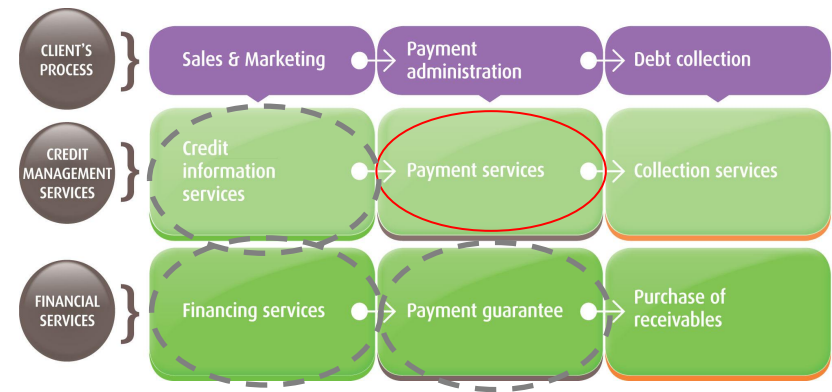 CLIENT'S
PROCESS
Sales & Marketing
Payment
administration
Debt collection
CREDIT
MANAGEMENT
SERVICES
Credit
information
services
Payment services
Collection services
FINANCIAL
SERVICES
Financing services
Payment guarantee
Purchase of
receivables